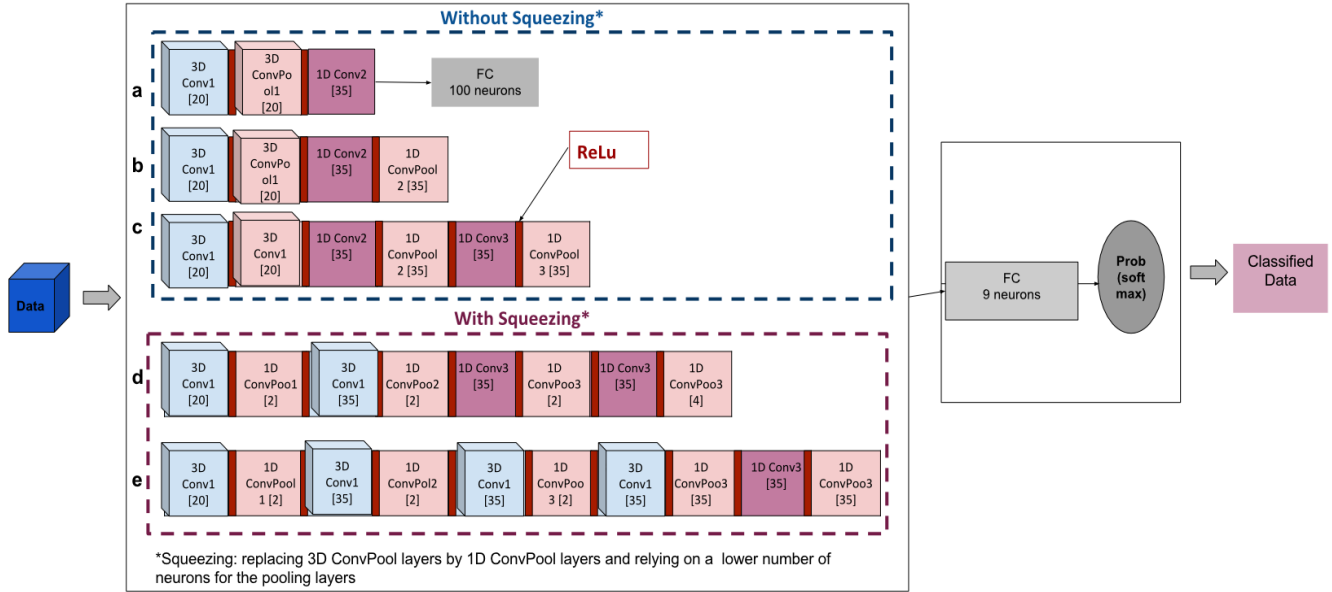 Without Squeezing*
a
3D
Conv1
[20]
3D
ConvPo
ol1
[20]
1D Conv2
[35]
FC
100 neurons
b
3D
Conv1
[20]
3D
ConvPo
ol1
[20]
1D Conv2
[35]
1D
ConvPool
2 [35]
ReLu
c
3D
Conv1
[20]
3D
Conv1
[20]
1D Conv2
[35]
1D
ConvPool
2 [35]
1D Conv3
[35]
1D
ConvPool
3 [35]
Data
With Squeezing*
d
3D
Conv1
[20]
1D
ConvPoo1
[2]
3D
Conv1
[35]
1D
ConvPoo2
[2]
1D Conv3
[35]
1D
ConvPoo3
[2]
1D Conv3
[35]
1D
ConvPoo3
[4]
e
3D
Conv1
[20]
1D
ConvPool
1 [2]
3D
Conv1
[35]
1D
ConvPol2
[2]
3D
Conv1
[35]
1D
ConvPoo
3 [2]
3D
Conv1
[35]
1D
ConvPoo3
[35]
1D Conv3
[35]
1D
ConvPoo3
[35]
*Squeezing: replacing 3D ConvPool layers by 1D ConvPool layers and relying on a lower number of
neurons for the pooling layers
FC
9 neurons
Prob
(soft
max)
Classified
Data